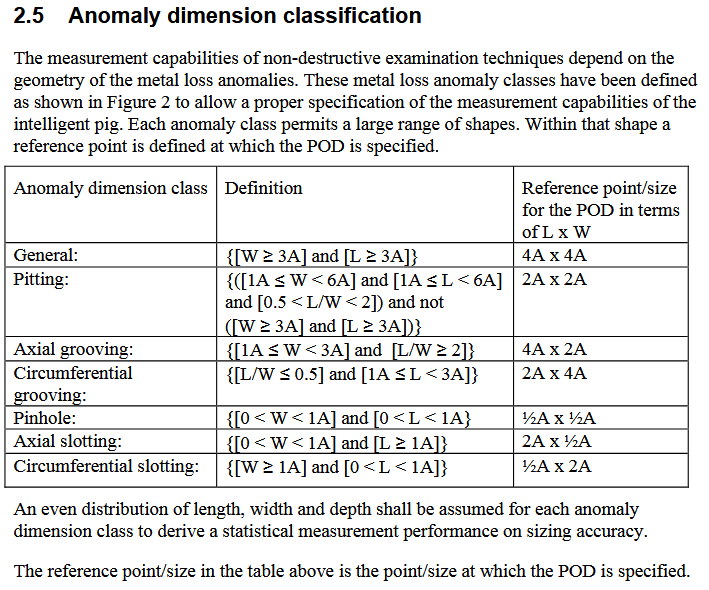 2.5 Anomaly dimension classification
The measurement capabilities of non-destructive examination techniques depend on the
geometry of the metal loss anomalies. These metal loss anomaly classes have been defined
as shown in Figure 2 to allow a proper specification of the measurement capabilities of the
intelligent pig. Each anomaly class permits a large range of shapes. Within that shape a
reference point is defined at which the POD is specified.
Anomaly dimension class Definition Reference point/size
for the POD in terms
of L x W
General: {[W ≥ 3A] and [L ≥ 3A]} 4A x 4A
Pitting: {([1A ≤ W < 6A] and [1A ≤ L < 6A] 2A x 2A
and [0.5 < L/W < 2]) and not
([W ≥ 3A] and [L ≥ 3A])}
Axial grooving: {[1A ≤ W < 3A] and [L/W ≥ 2]} 4A x 2A
Circumferential {[L/W ≤ 0.5] and [1A ≤ L < 3A]} 2A x 4A
grooving:
Pinhole: {[0 < W < 1A] and [0 < L < 1A} ½A x ½A
Axial slotting: {[0 < W < 1A] and [L ≥ 1A]} 2A x ½A
Circumferential slotting: {[W ≥ 1A] and [0 < L < 1A]} ½A x 2A
An even distribution of length, width and depth shall be assumed for each anomaly
dimension class to derive a statistical measurement performance on sizing accuracy.
The reference point/size in the table above is the point/size at which the POD is specified.